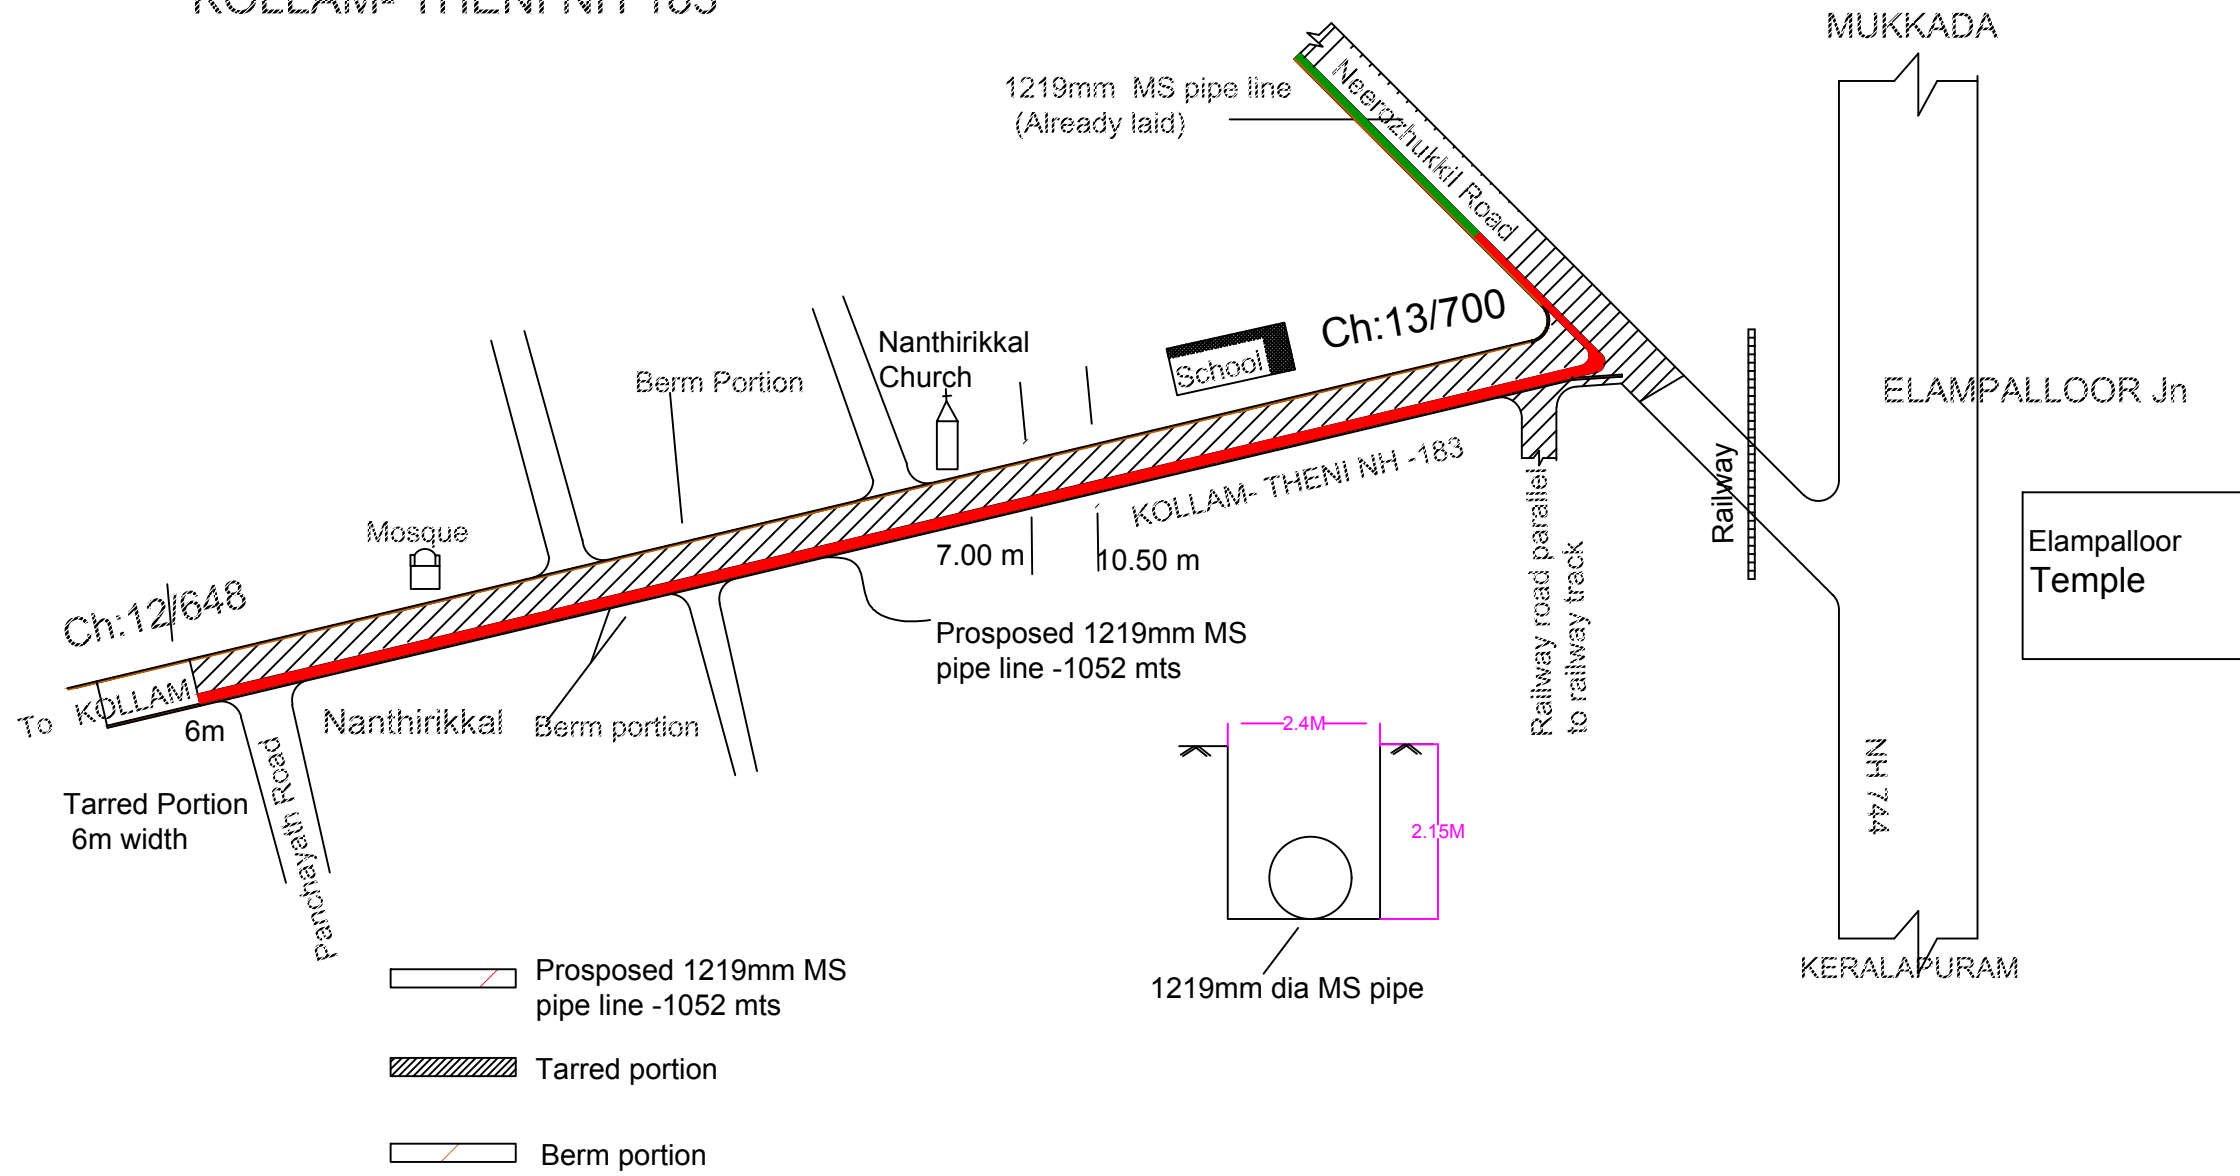 KOLLAM- THENI NH 183
MUKKADA
1219mm MS pipe line
(Already laid)
Neerozhukkil Road
Ch:13/700
Nanthirikkal
Church
School
Berm Portion
ELAMPALLOOR Jn
KOLLAM- THENI NH -183
Railway
Mosque
7.00 m
10.50 m
Elampalloor
Temple
Ch:12/648
Prosposed 1219mm MS
pipe line -1052 mts
Railway road parallel
to railway track
To KOLLAM
6m
Nanthirikkal
Berm portion
2.4M
Panchayath Road
NH 744
Tarred Portion
6m width
2.15M
KERALAPURAM
1219mm dia MS pipe
Prosposed 1219mm MS
pipe line -1052 mts
Tarred portion
Berm portion